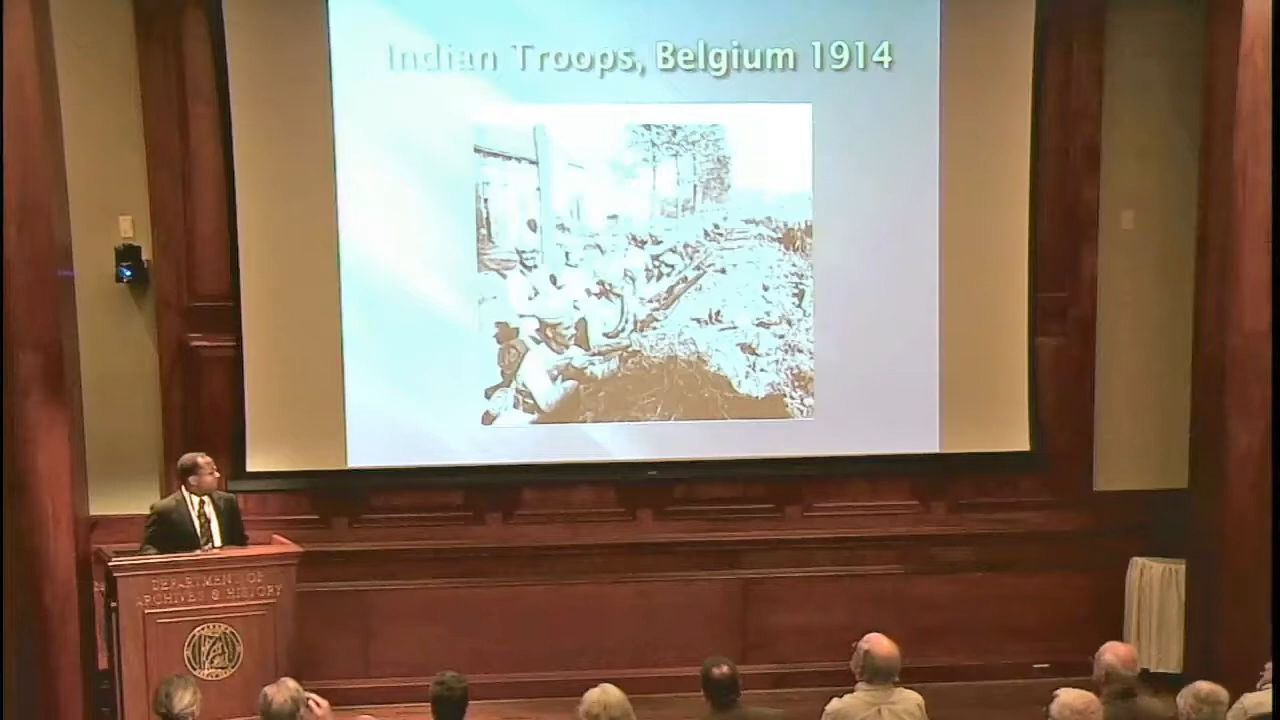 Indian Troops, Belgium 1914
DEPARTMENT OF
ARCHIVES & HISTORY